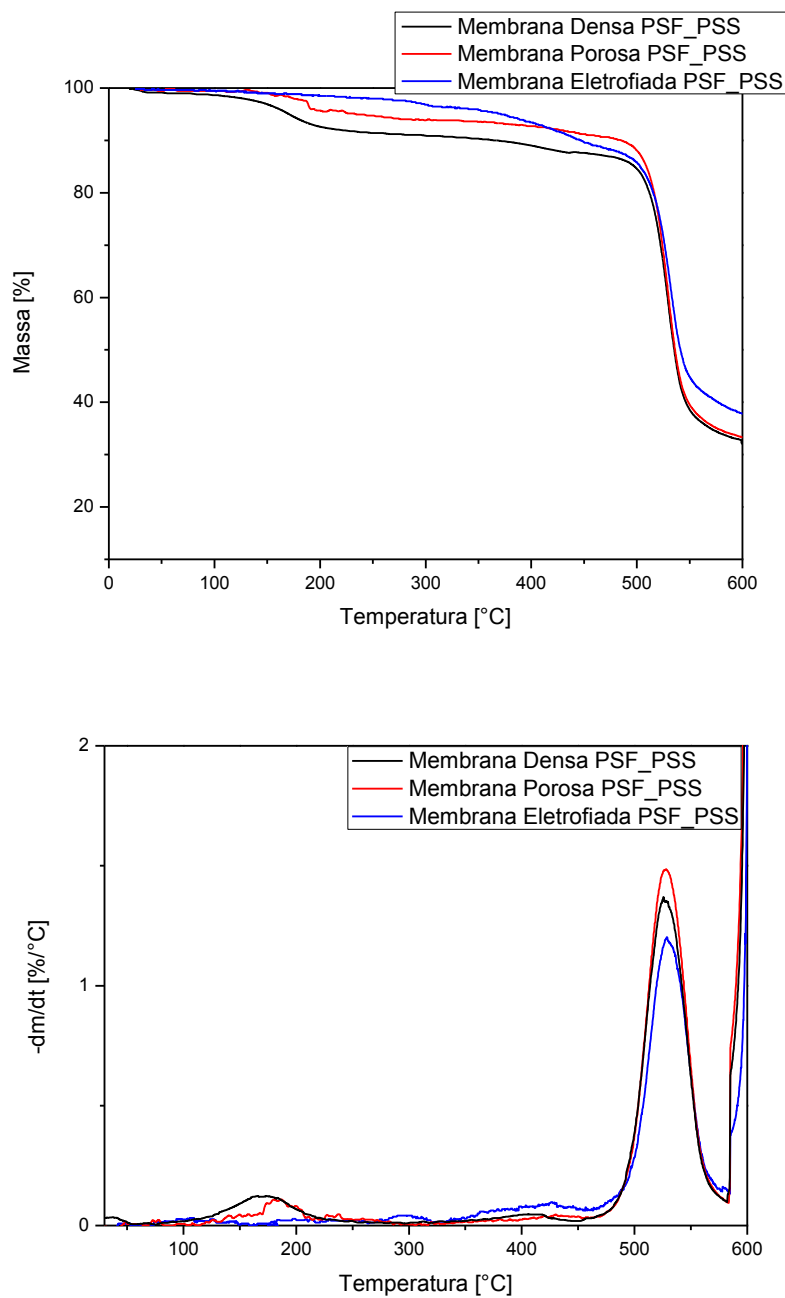 Membrana Densa PSF_PSS
Membrana Porosa PSF_PSS
Membrana Eletrofiada PSF_PSS
100
80
60
40
20
Massa [%]
0 100 200 300 400 500 600
Temperatura [°C]
Membrana Densa PSF_PSS
Membrana Porosa PSF_PSS
Membrana Eletrofiada PSF_PSS
2
1
0
-dm/dt [%/°C]
100 200 300 400 500 600
Temperatura [°C]